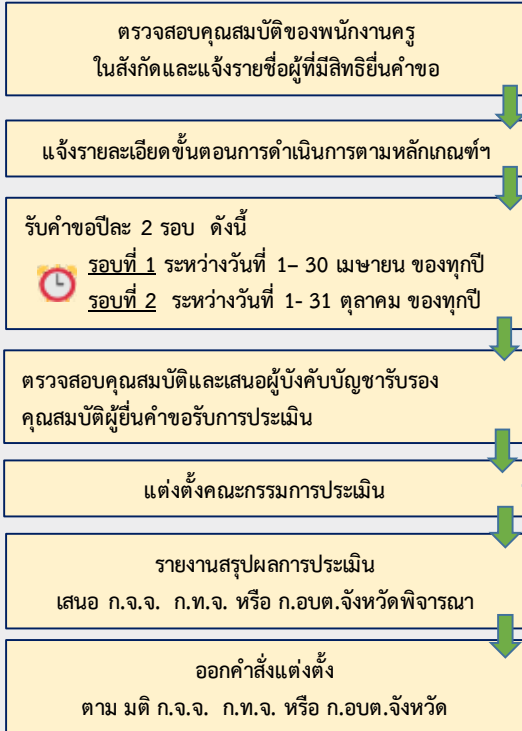 ตรวจสอบคุณสมบัติของพนักงานครู
ในสังกัดและแจ้งรายชื่อผู้ที่มีสิทธิยื่นคำขอ
แจ้งรายละเอียดขั้นตอนการดำเนินการตามหลักเกณฑ์ฯ
รับคำขอปีละ 2 รอบ ดังนี้
รอบที่ 1 ระหว่างวันที่ 1– 30 เมษายน ของทุกปี
รอบที่ 2 ระหว่างวันที่ 1- 31 ตุลาคม ของทุกปี
ตรวจสอบคุณสมบัติและเสนอผู้บังคับบัญชารับรอง
คุณสมบัติผู้ยื่นคำขอรับการประเมิน
แต่งตั้งคณะกรรมการประเมิน
รายงานสรุปผลการประเมิน
เสนอ ก.จ.จ. ก.ท.จ. หรือ ก.อบต.จังหวัดพิจารณา
ออกคำสั่งแต่งตั้ง
ตาม มติ ก.จ.จ. ก.ท.จ. หรือ ก.อบต.จังหวัด